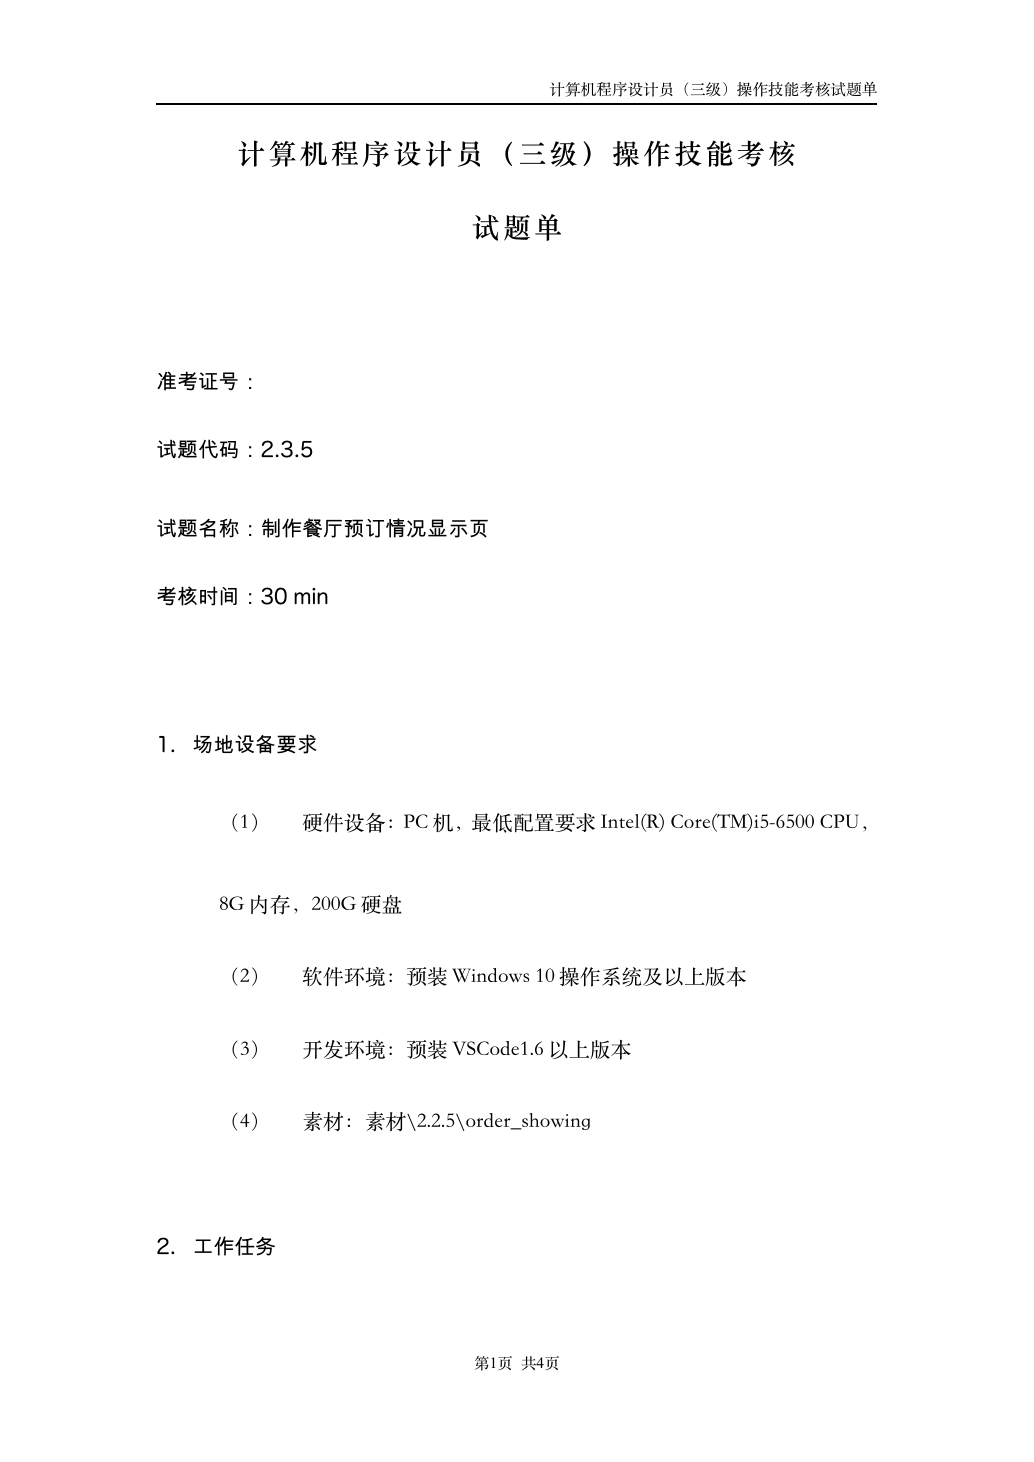 计算机程序设计员（三级）操作技能考核试题单
计算机程序设计员（三级）操作技能考核
试题单
准考证号：
试题代码：2.3.5
试题名称：制作餐厅预订情况显示页
考核时间：30 min
1. 场地设备要求
（1） 硬件设备：PC 机，最低配置要求 Intel(R) Core(TM)i5-6500 CPU，
8G 内存，200G 硬盘
（2） 软件环境：预装 Windows 10 操作系统及以上版本
（3） 开发环境：预装 VSCode1.6 以上版本
（4） 素材：素材\2.2.5\order_showing
2. 工作任务
第1页 共4页